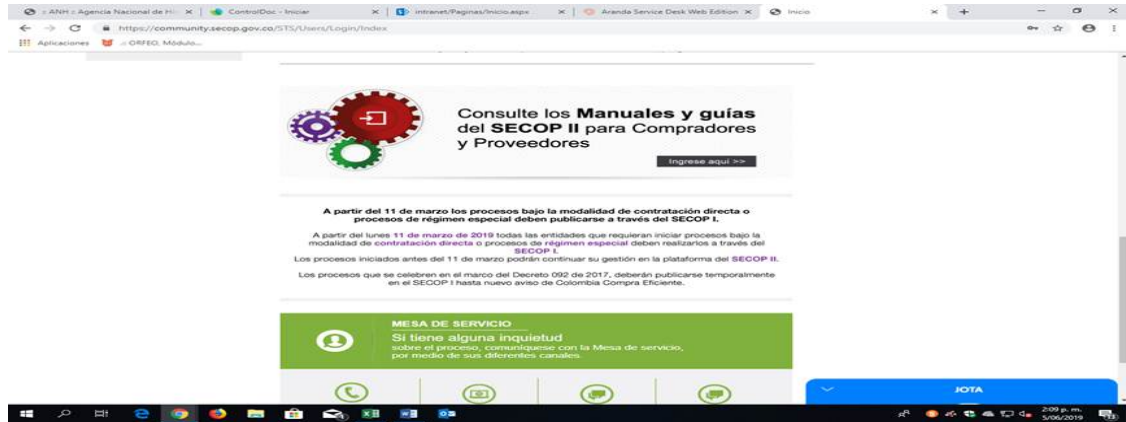 : ANH : Agencia Nacional de Hi
ControlDoc - Iniciar
intranet/Paginas/Inicio.aspx
Aranda Service Desk Web Edition
Inicio
https://community.secop.gov.co/STS/Users/Login/Index
Aplicaciones
.: ORFEO, Módulo...
Consulte los Manuales y guías
del SECOP II para Compradores
y Proveedores
Ingrese aquí >>
A partir del 11 de marzo los procesos bajo la modalidad de contratación directa o
procesos de régimen especial deben publicarse a través del SECOP I.
A partir del lunes 11 de marzo de 2019 todas las entidades que requieran iniciar procesos bajo la
modalidad de contratación directa o procesos de régimen especial deben realizarlos a través del
SECOP I.
Los procesos iniciados antes del 11 de marzo podrán continuar su gestión en la plataforma del SECOP II.
Los procesos que se celebren en el marco del Decreto 092 de 2017, deberán publicarse temporalmente
en el SECOP I hasta nuevo aviso de Colombia Compra Eficiente.
MESA DE SERVICIO
Si tiene alguna inquietud
sobre el proceso, comuníquese con la Mesa de servicio,
por medio de sus diferentes canales.
JOTA
2:09 p. m.
5/06/2019